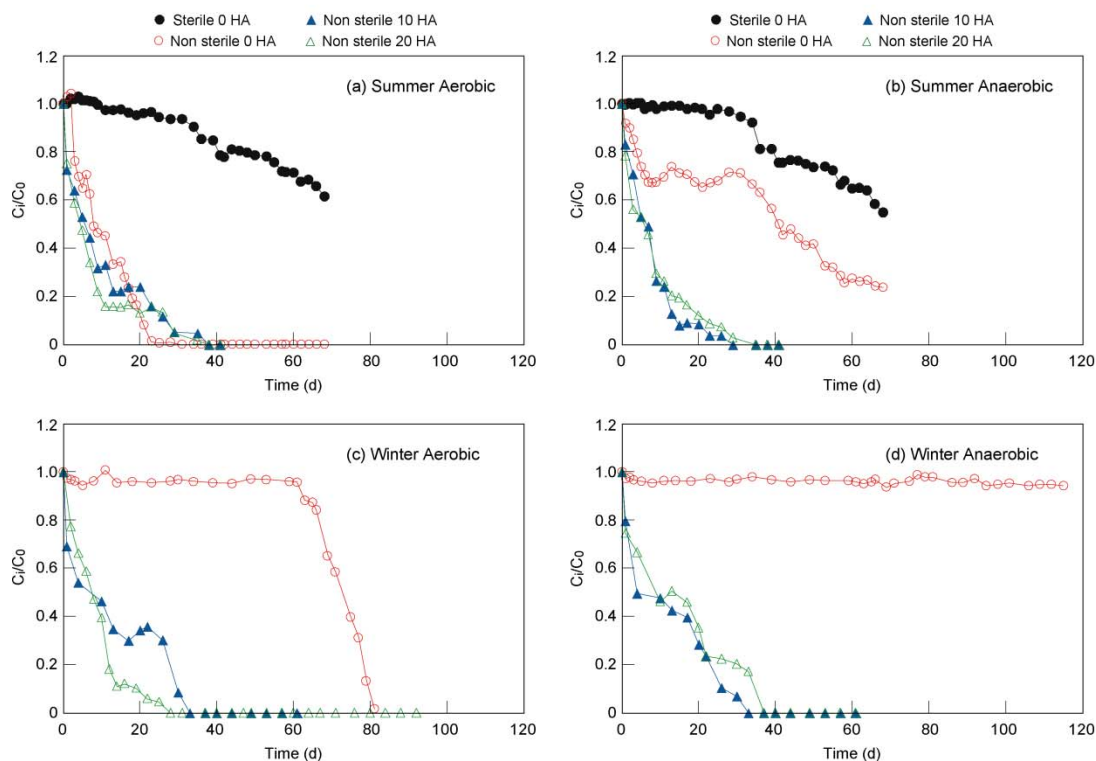 Sterile 0 HA Non sterile 10 HA Sterile 0 HA Non sterile 10 HA
Non sterile 0 HA Non sterile 20 HA Non sterile 0 HA Non sterile 20 HA
1.2 1.2
(a) Summer Aerobic (b) Summer Anaerobic
1.0 1.0
0.8 0.8
Ci/C0 Ci/C0
0.6 0.6
0.4 0.4
0.2 0.2
0 0
0 20 40 60 80 100 120 0 20 40 60 80 100 120
Time (d) Time (d)
1.2 1.2
(c) Winter Aerobic (d) Winter Anaerobic
1.0 1.0
0.8 0.8
Ci/C0 Ci/C0
0.6 0.6
0.4 0.4
0.2 0.2
0 0
0 20 40 60 80 100 120 0 20 40 60 80 100 120
Time (d) Time (d)